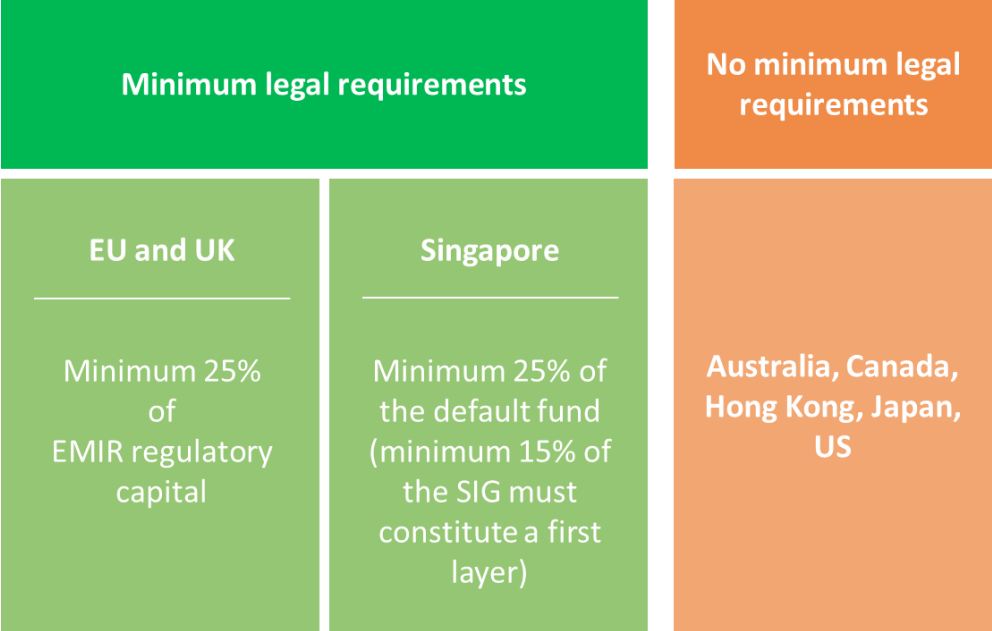 Minimum legal requirements
No minimum legal
requirements
EU and UK
Minimum 25%
of
EMIR regulatory
capital
Singapore
Minimum 25% of
the default fund
(minimum 15% of
the SIG must
constitute a first
layer)
Australia, Canada,
Hong Kong, Japan,
US